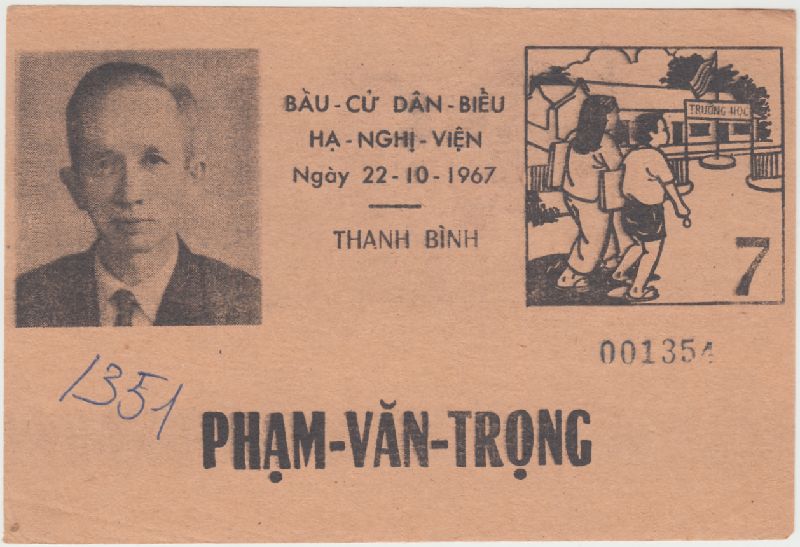 BẦU-CỬ DÂN-BIỂU
HẠ-NGHỊ-VIỆN
Ngày 22-10-1967
THANH BÌNH
TRƯỜNG HỌC
7
001354
1351
PHẠM-VĂN-TRỌNG